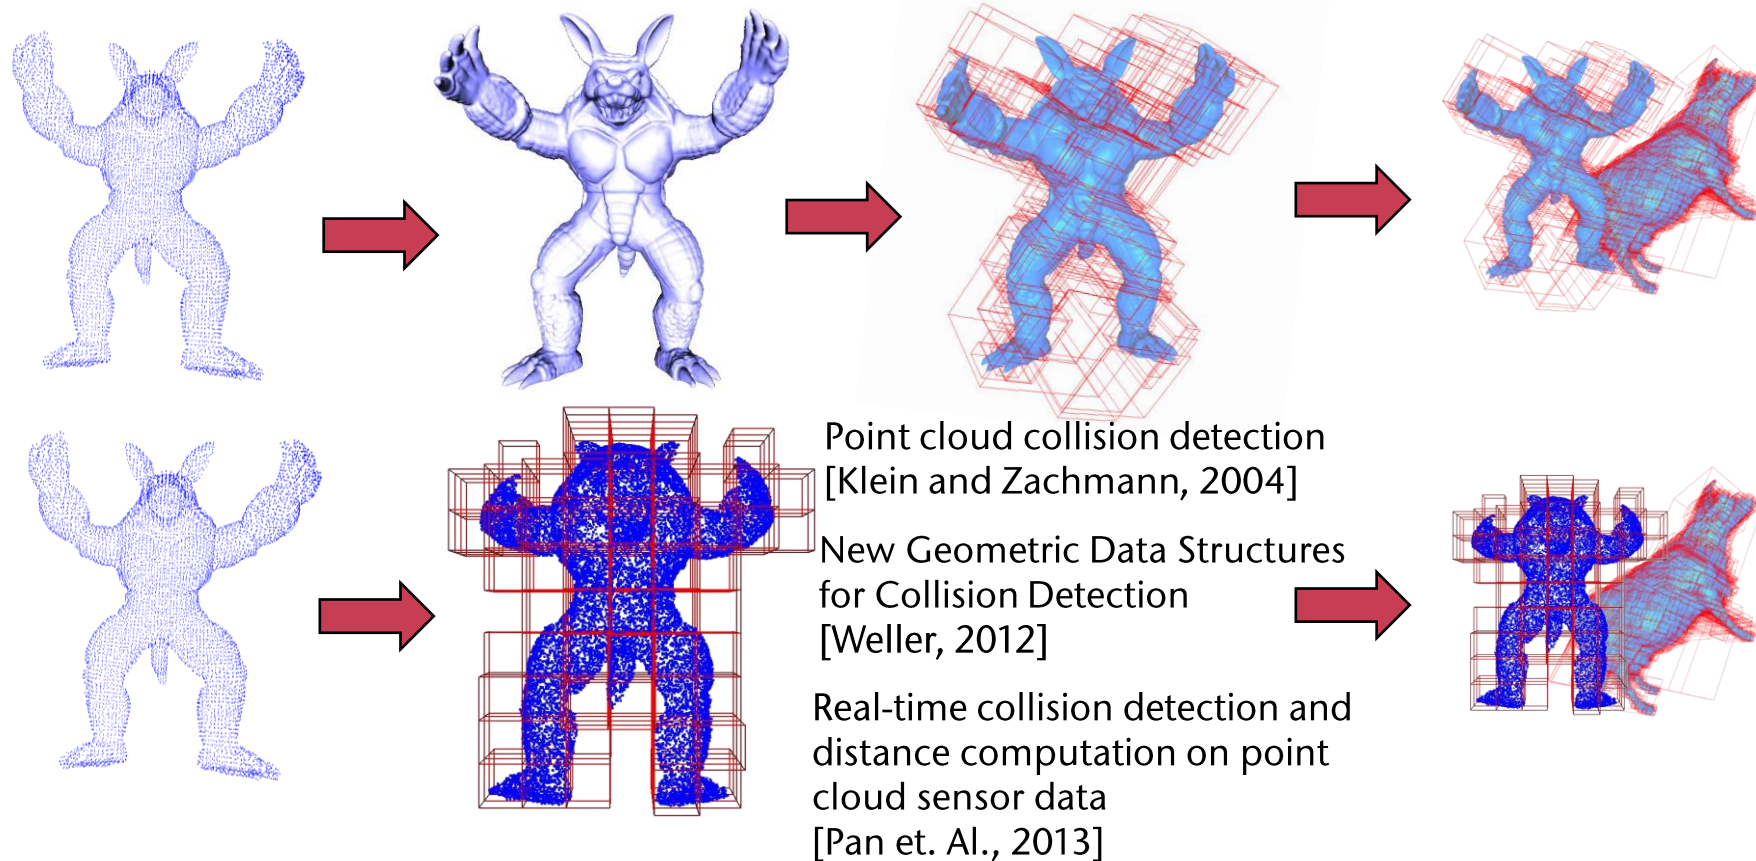 Point cloud collision detection
[Klein and Zachmann, 2004]
New Geometric Data Structures
for Collision Detection
[Weller, 2012]
Real-time collision detection and
distance computation on point
cloud sensor data
[Pan et. Al., 2013]